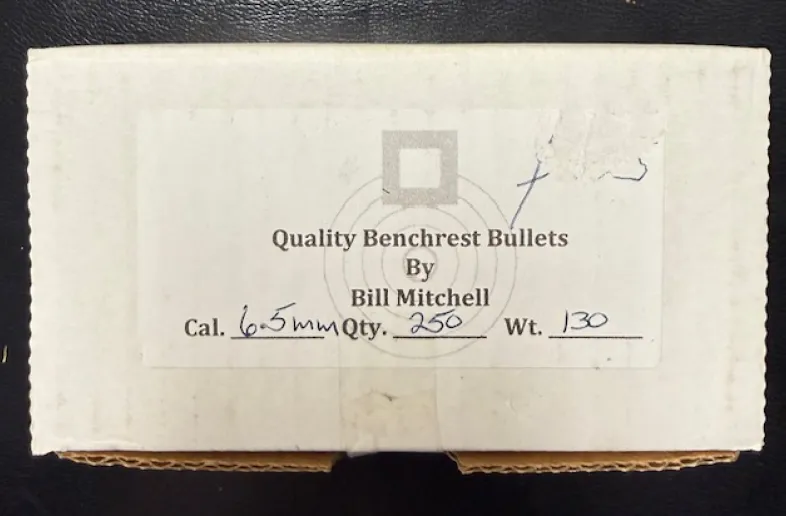 Quality Benchrest Bullets
By
Bill Mitchell
Cal. 6.5mm Qty. 250 Wt. 130